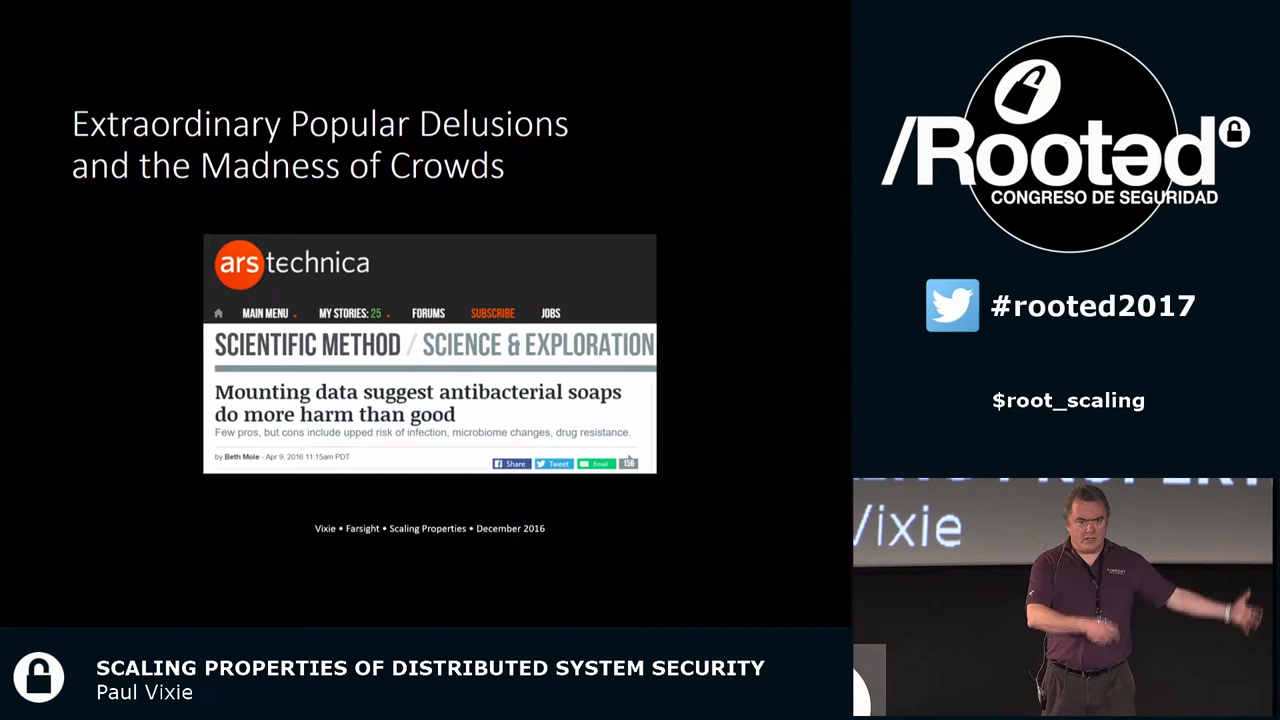 Extraordinary Popular Delusions
and the Madness of Crowds
ars technica
MAIN MENU
MY STORIES: 25
FORUMS
SUBSCRIBE
JOBS
SCIENTIFIC METHOD / SCIENCE & EXPLORATION
Mounting data suggest antibacterial soaps
do more harm than good
Few pros, but cons include upped risk of infection, microbiome changes, drug resistance.
by Beth Mole - Apr 9, 2016 11:15am PDT
Share
Tweet
Email
156
Vixie • Farsight • Scaling Properties • December 2016
/Rooted
CONGRESO DE SEGURIDAD
#rooted2017
$root_scaling
Vixie
SCALING PROPERTIES OF DISTRIBUTED SYSTEM SECURITY
Paul Vixie